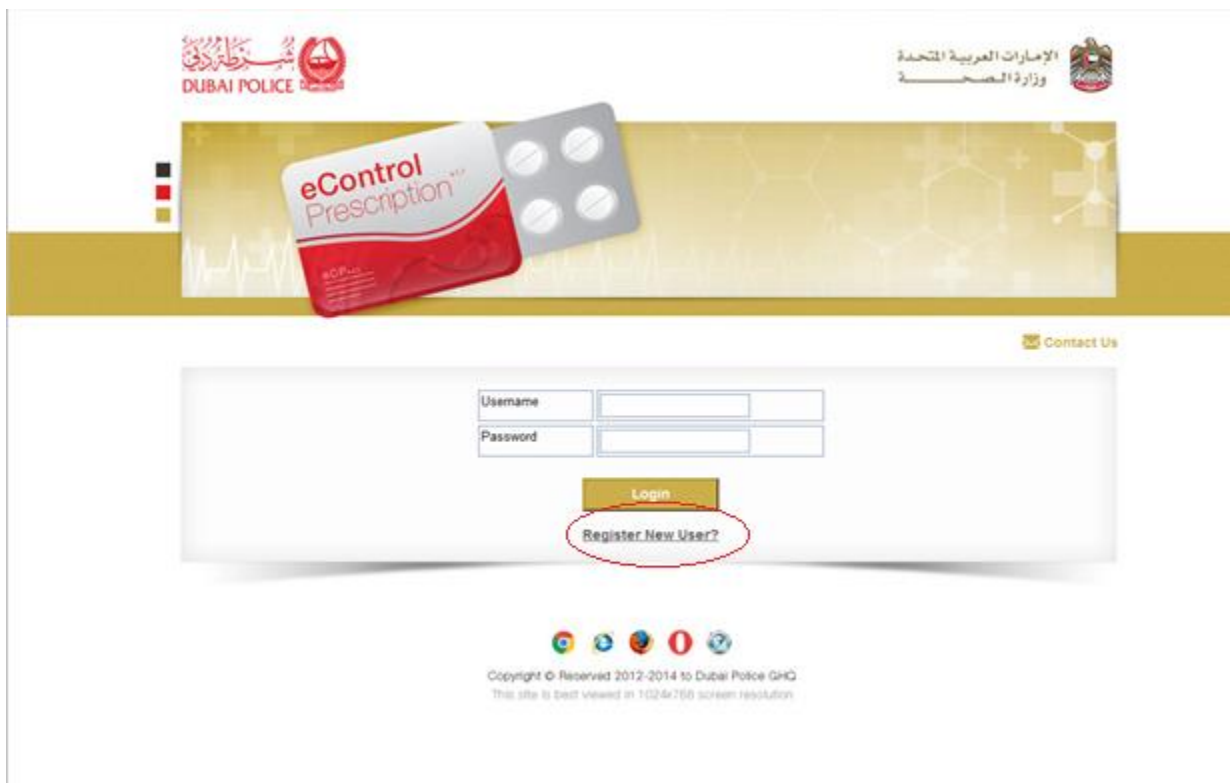 شرطة دبي
DUBAI POLICE
الإمارات العربية المتحدة
وزارة الصحة
eControl
Prescription
Contact Us
Username
Password
Login
Register New User?
Copyright © Reserved 2012-2014 to Dubai Police GHQ
This site is best viewed in 1024x768 screen resolution